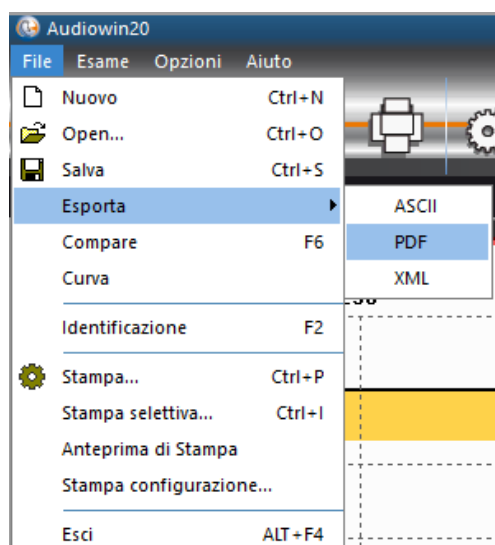 Audiowin20
File Esame Opzioni Aiuto
Nuovo Ctrl+N
Open... Ctrl+O
Salva Ctrl+S
Esporta
ASCII
Compare F6
PDF
Curva
XML
Identificazione F2
Stampa... Ctrl+P
Stampa selettiva... Ctrl+I
Anteprima di Stampa
Stampa configurazione...
Esci ALT+F4